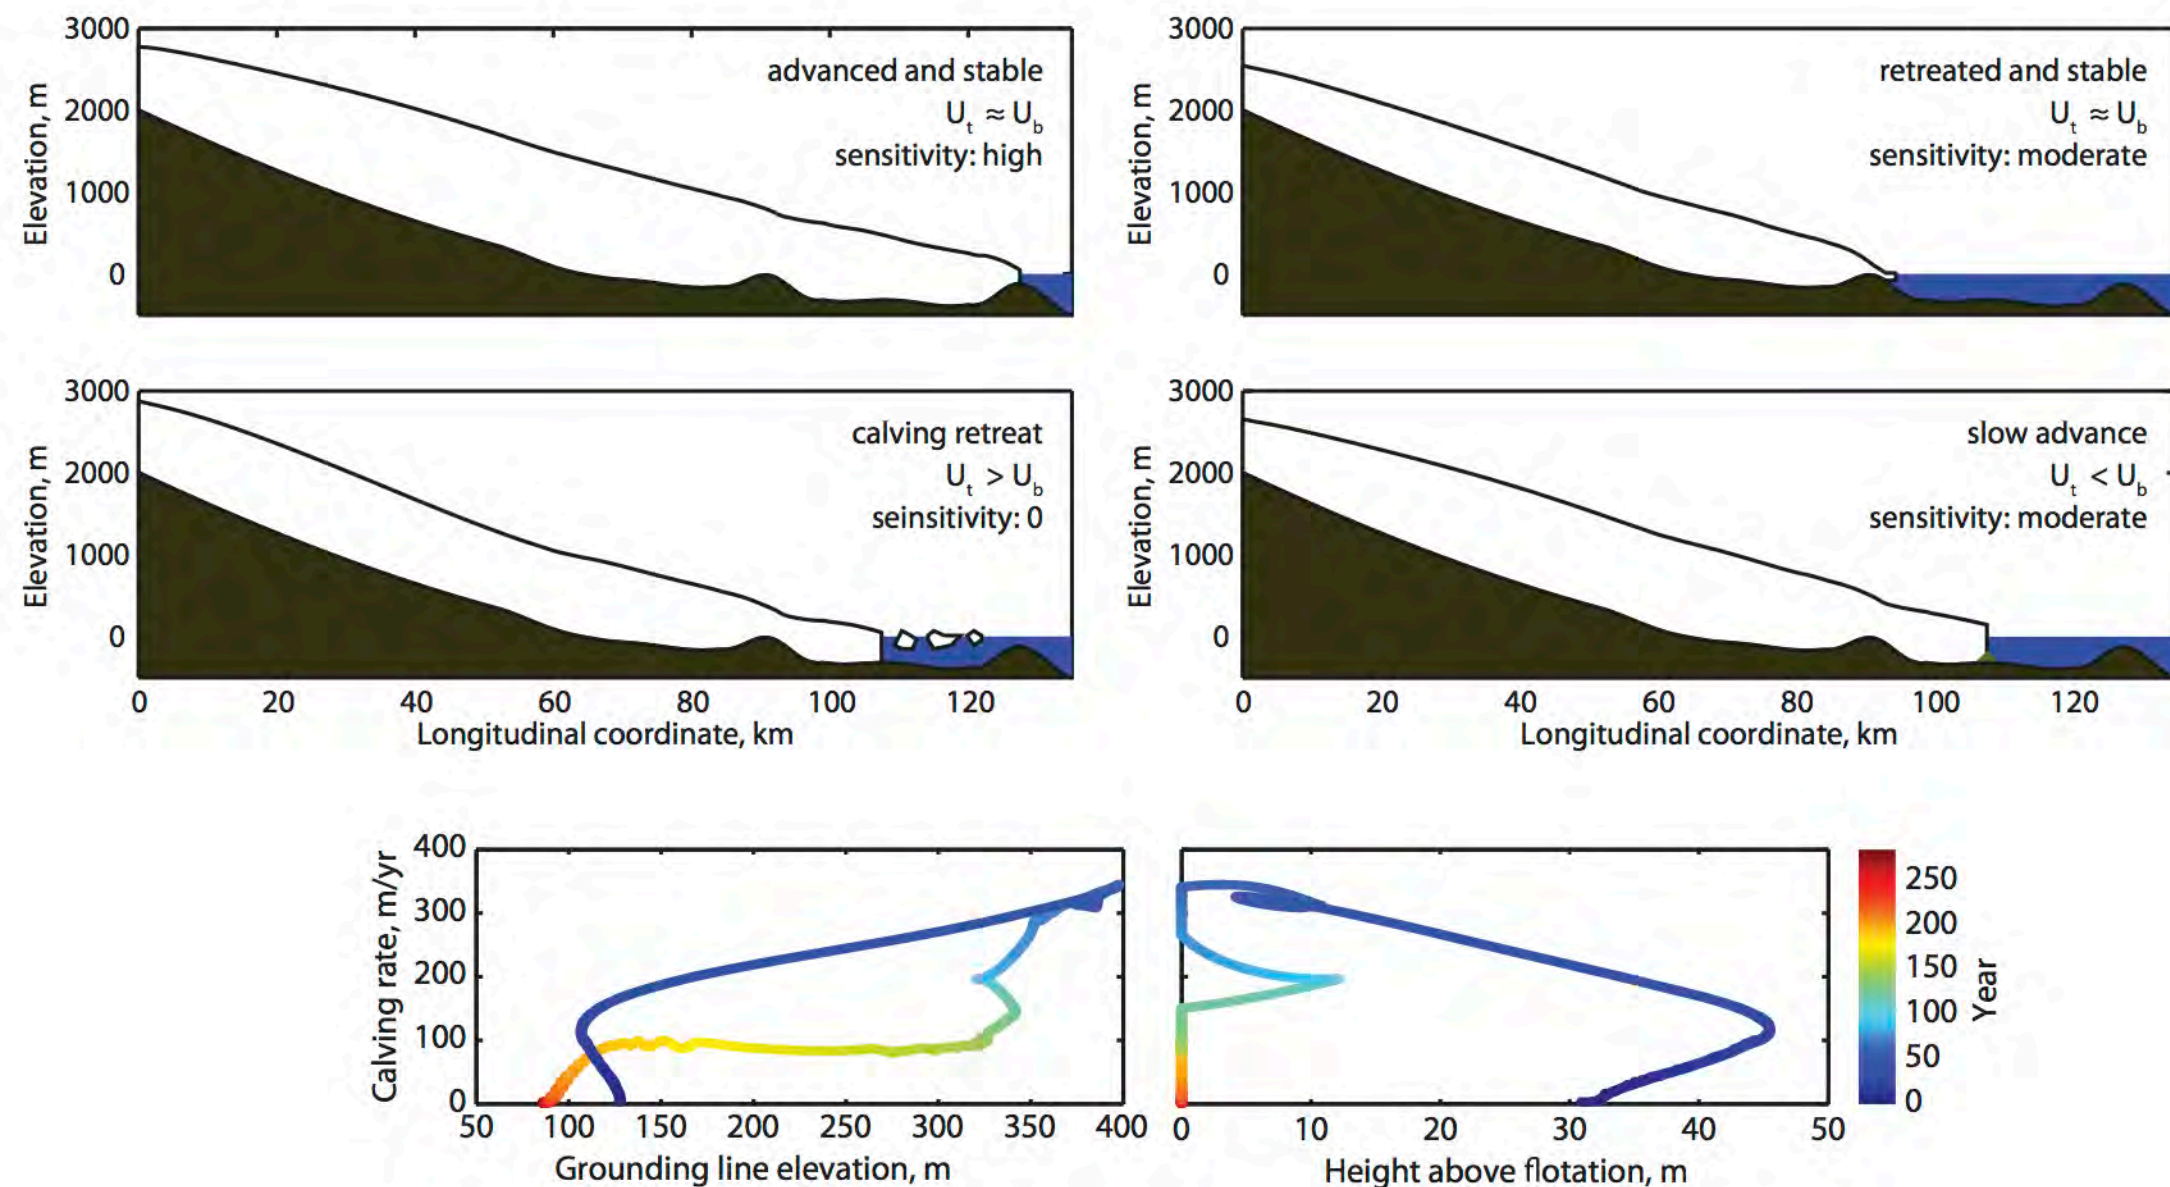 3000
2000
1000
0
Elevation, m
advanced and stable
Ut ≈ Ub
sensitivity: high
3000
2000
1000
0
Elevation, m
retreated and stable
Ut ≈ Ub
sensitivity: moderate
3000
2000
1000
0
Elevation, m
calving retreat
Ut > Ub
seinsitivity: 0
0 20 40 60 80 100 120
Longitudinal coordinate, km
3000
2000
1000
0
Elevation, m
slow advance
Ut < Ub
sensitivity: moderate
0 20 40 60 80 100 120
Longitudinal coordinate, km
400
300
200
100
0
Calving rate, m/yr
50 100 150 200 250 300 350 400
Grounding line elevation, m
0 10 20 30 40 50
Height above flotation, m
250
200
150
100
50
0
Year